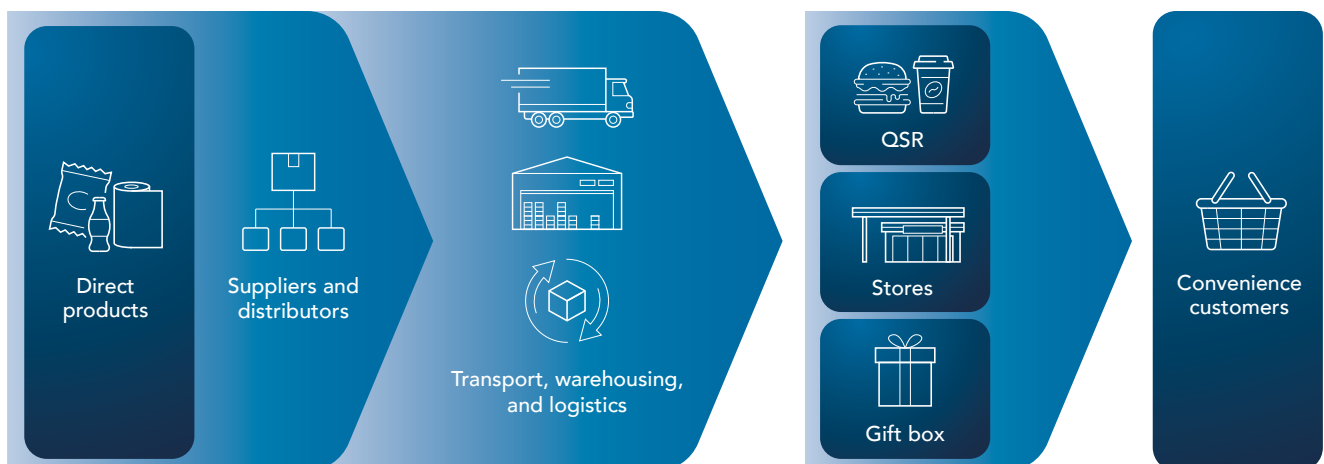 Direct
products
Suppliers and
distributors
Transport, warehousing,
and logistics
QSR
Stores
Gift box
Convenience
customers